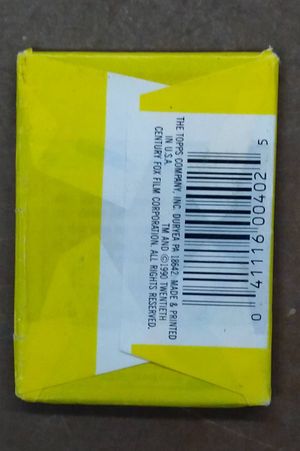 0 41116 00402 5
THE TOPPS COMPANY, INC. DURYEA PA 18642. MADE & PRINTED
IN U.S.A.
TM AND ©1990 TWENTIETH
CENTURY FOX FILM CORPORATION. ALL RIGHTS RESERVED.